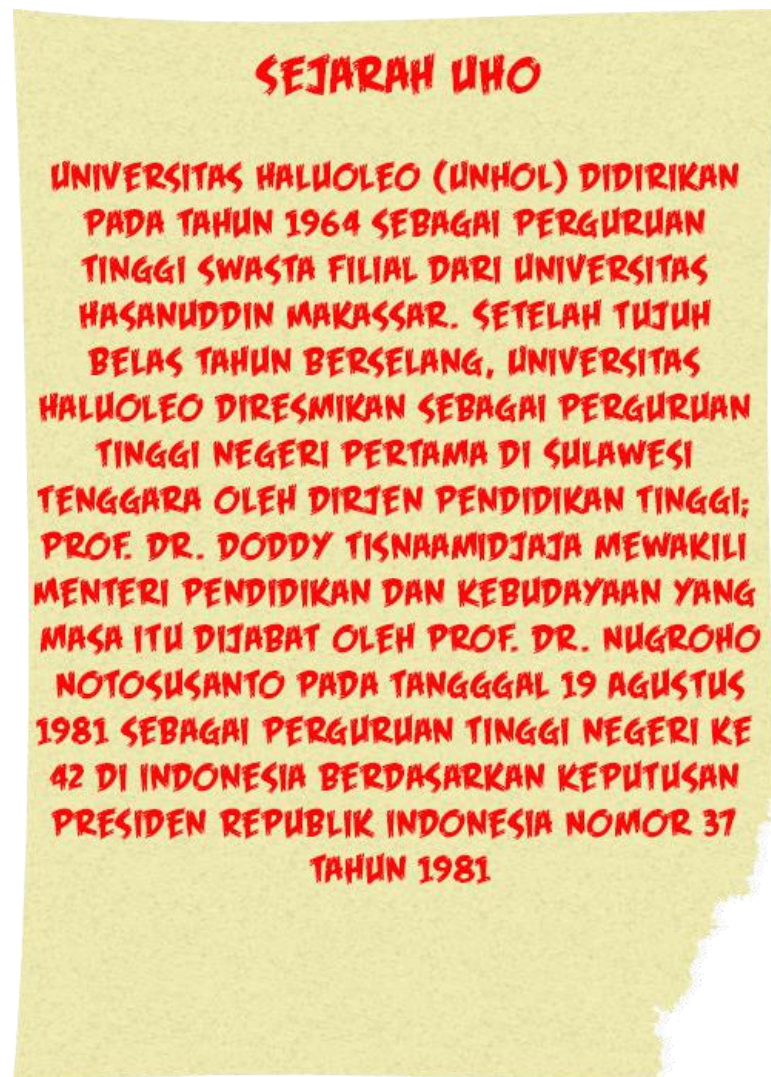 SEJARAH UHO
UNIVERSITAS HALUOLEO (UNHOL) DIDIRIKAN
PADA TAHUN 1964 SEBAGAI PERGURUAN
TINGGI SWASTA FILIAL DARI UNIVERSITAS
HASANUDDIN MAKASSAR. SETELAH TUJUH
BELAS TAHUN BERSELANG, UNIVERSITAS
HALUOLEO DIRESMIKAN SEBAGAI PERGURUAN
TINGGI NEGERI PERTAMA DI SULAWESI
TENGGARA OLEH DIRJEN PENDIDIKAN TINGGI;
PROF. DR. DODDY TISNAAMIDJAJA MEWAKILI
MENTERI PENDIDIKAN DAN KEBUDAYAAN YANG
MASA ITU DIJABAT OLEH PROF. DR. NUGROHO
NOTOSUSANTO PADA TANGGGAL 19 AGUSTUS
1981 SEBAGAI PERGURUAN TINGGI NEGERI KE
42 DI INDONESIA BERDASARKAN KEPUTUSAN
PRESIDEN REPUBLIK INDONESIA NOMOR 37
TAHUN 1981